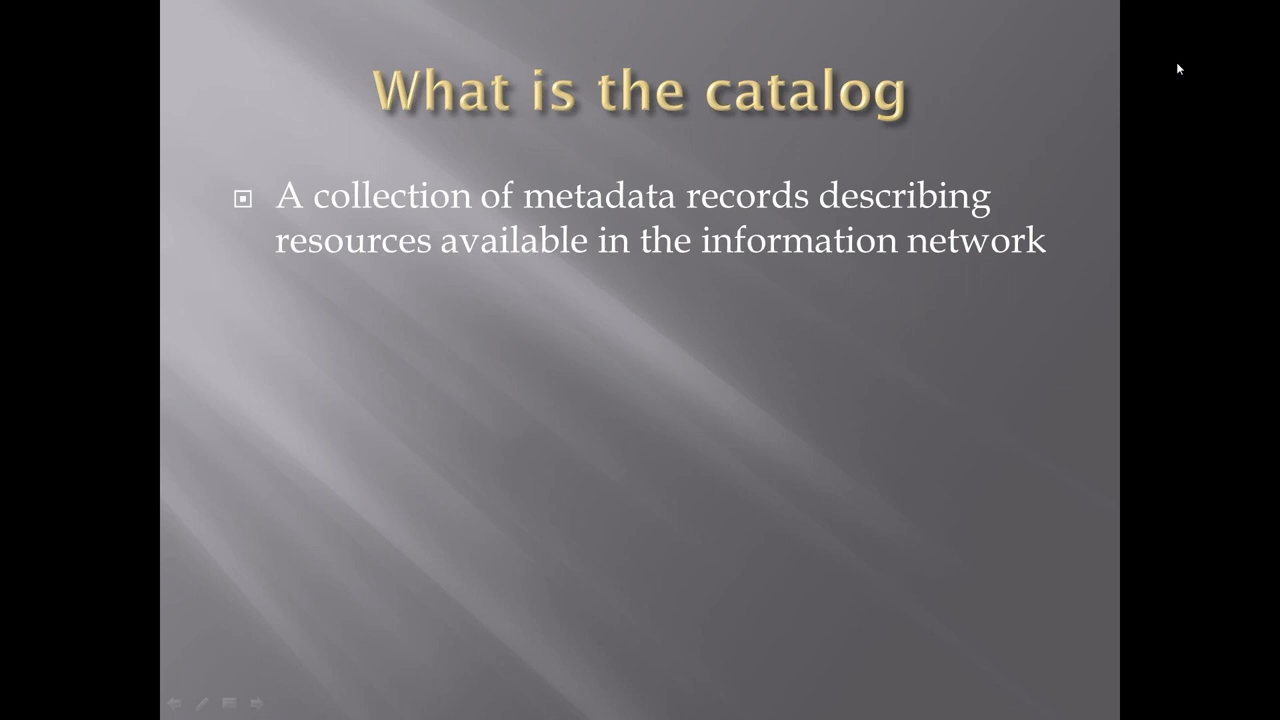 What is the catalog
A collection of metadata records describing
resources available in the information network